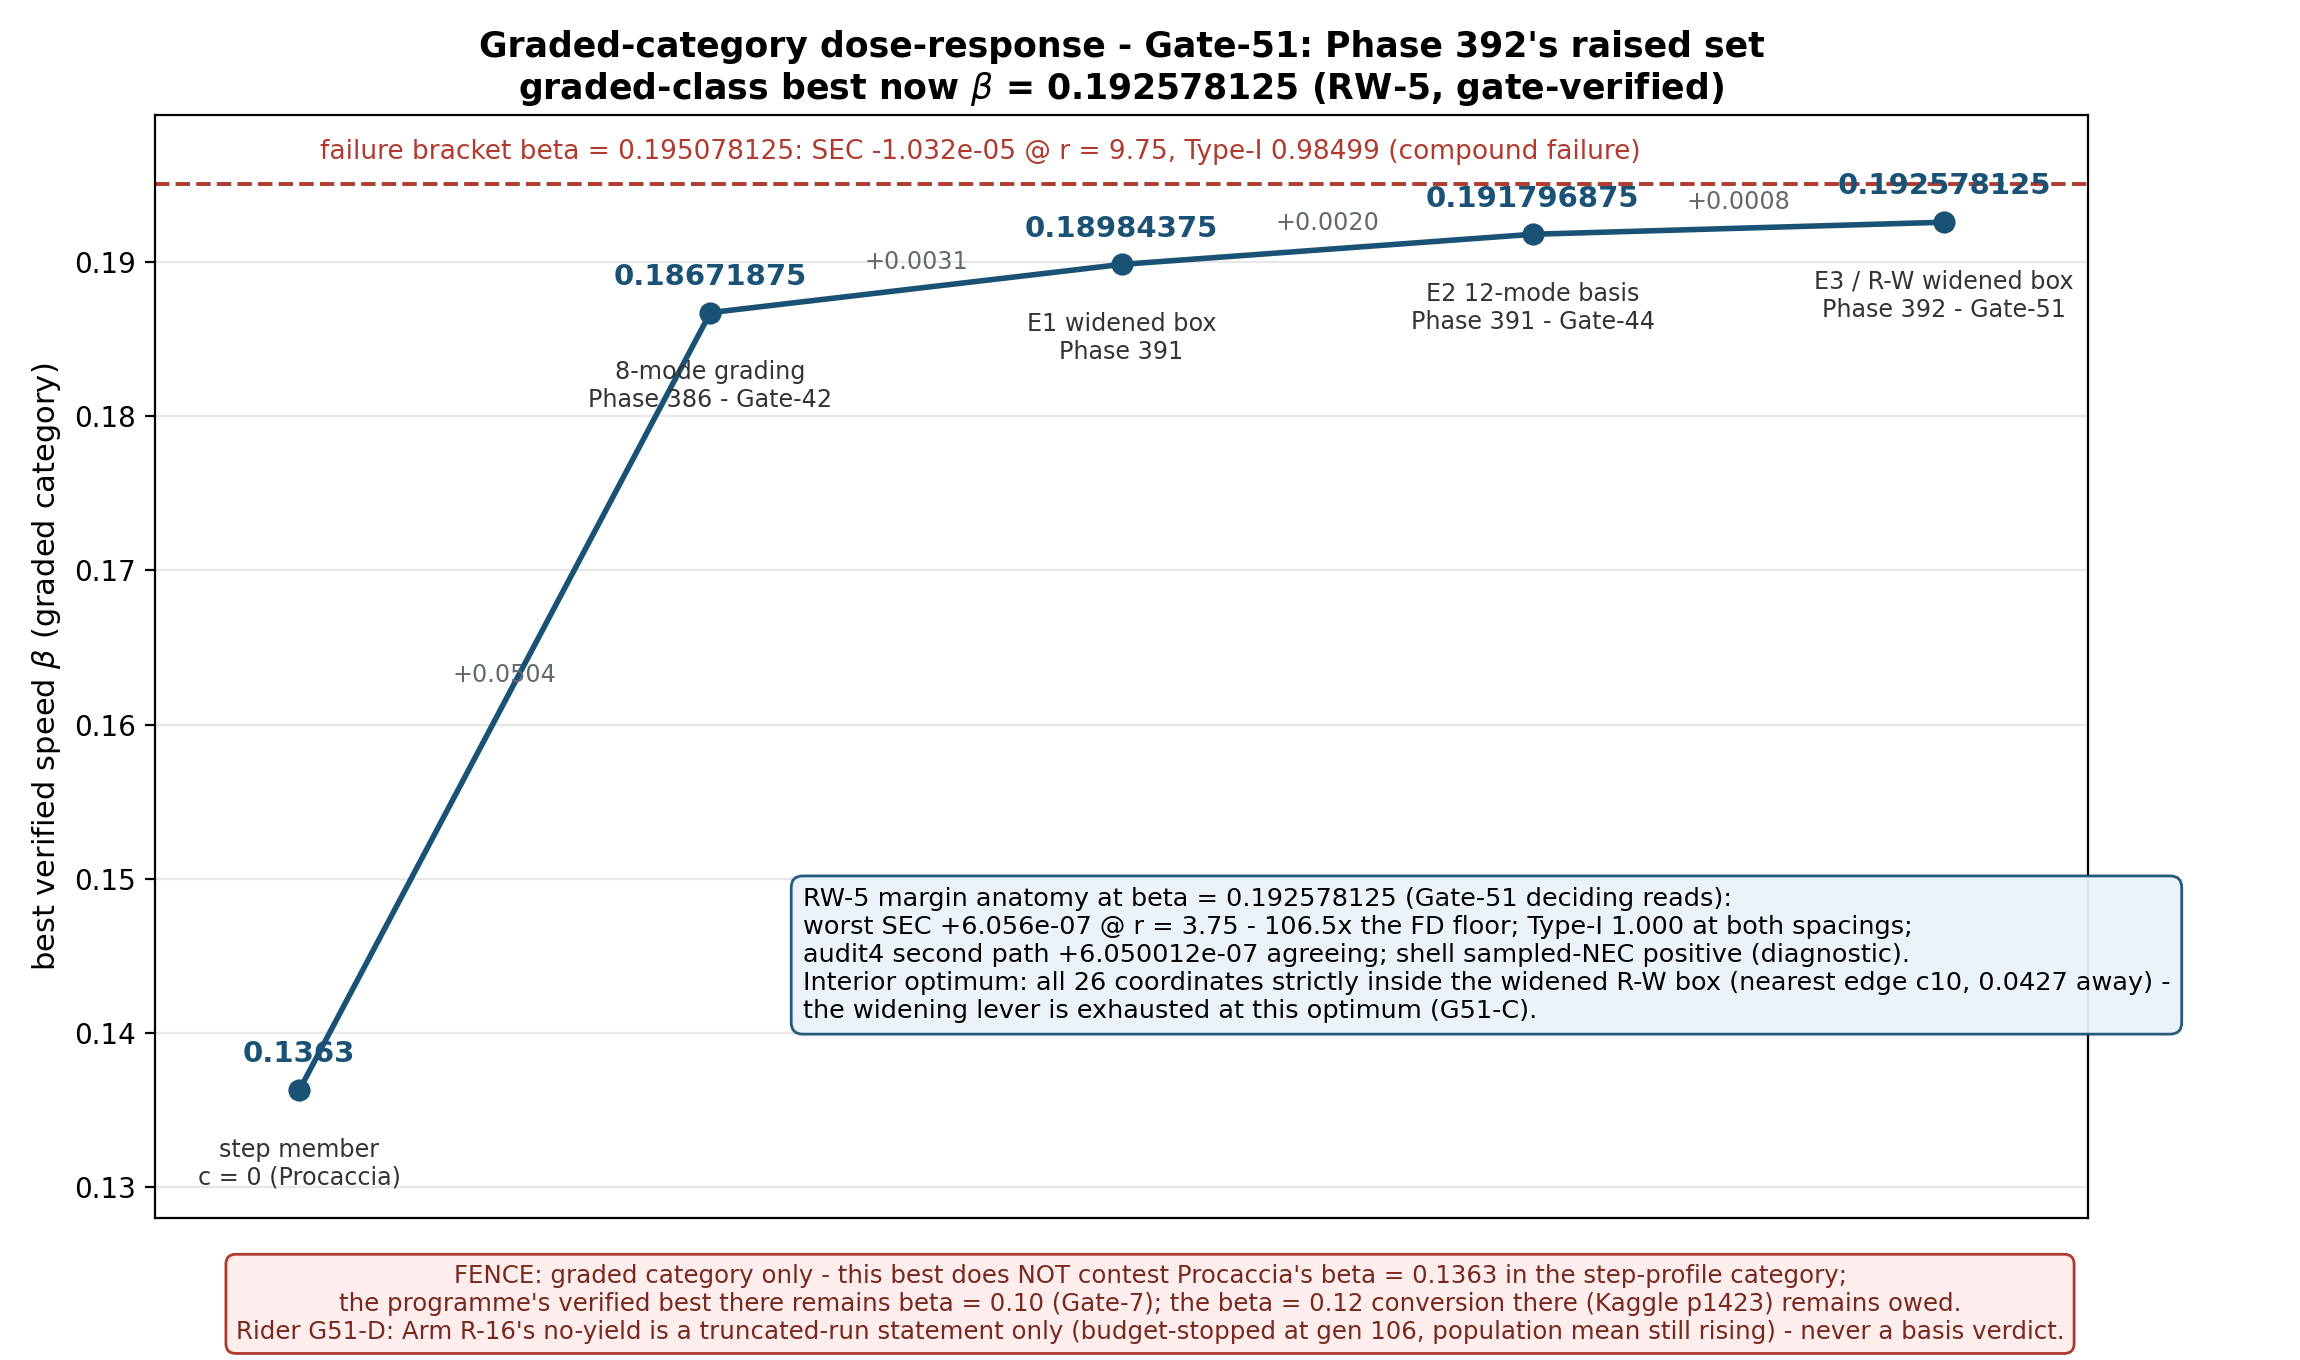 Graded-category dose-response - Gate-51: Phase 392's raised set
graded-class best now β = 0.192578125 (RW-5, gate-verified)
failure bracket beta = 0.195078125: SEC -1.032e-05 @ r = 9.75, Type-I 0.98499 (compound failure)
0.192578125
0.191796875
+0.0008
0.18984375
+0.0020
0.18671875
+0.0031
E3 / R-W widened box
Phase 392 - Gate-51
E2 12-mode basis
Phase 391 - Gate-44
E1 widened box
Phase 391
8-mode grading
Phase 386 - Gate-42
+0.0504
0.1363
step member
c = 0 (Procaccia)
best verified speed β (graded category)
0.19
0.18
0.17
0.16
0.15
0.14
0.13
RW-5 margin anatomy at beta = 0.192578125 (Gate-51 deciding reads):
worst SEC +6.056e-07 @ r = 3.75 - 106.5x the FD floor; Type-I 1.000 at both spacings;
audit4 second path +6.050012e-07 agreeing; shell sampled-NEC positive (diagnostic).
Interior optimum: all 26 coordinates strictly inside the widened R-W box (nearest edge c10, 0.0427 away) -
the widening lever is exhausted at this optimum (G51-C).
FENCE: graded category only - this best does NOT contest Procaccia's beta = 0.1363 in the step-profile category;
the programme's verified best there remains beta = 0.10 (Gate-7); the beta = 0.12 conversion there (Kaggle p1423) remains owed.
Rider G51-D: Arm R-16's no-yield is a truncated-run statement only (budget-stopped at gen 106, population mean still rising) - never a basis verdict.